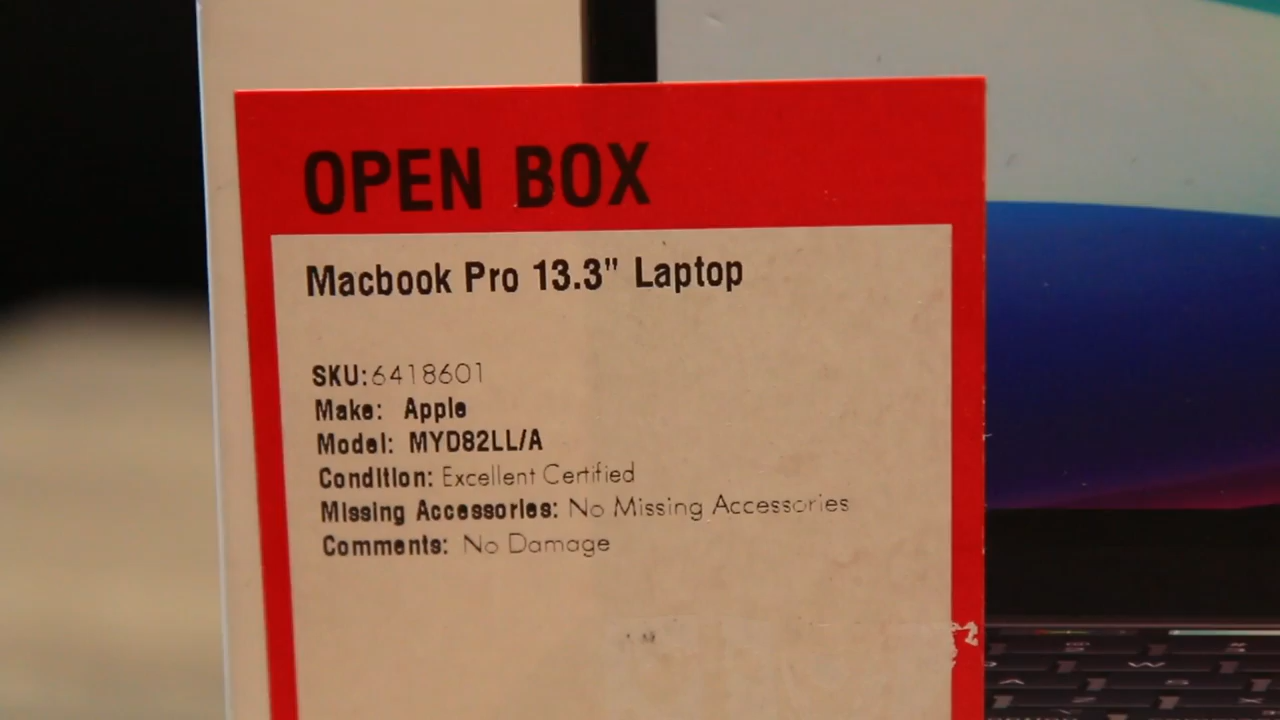 OPEN BOX
Macbook Pro 13.3" Laptop
SKU:6418601
Make: Apple
Model: MYD82LL/A
Condition: Excellent Certified
Missing Accessories: No Missing Accessories
Comments: No Damage